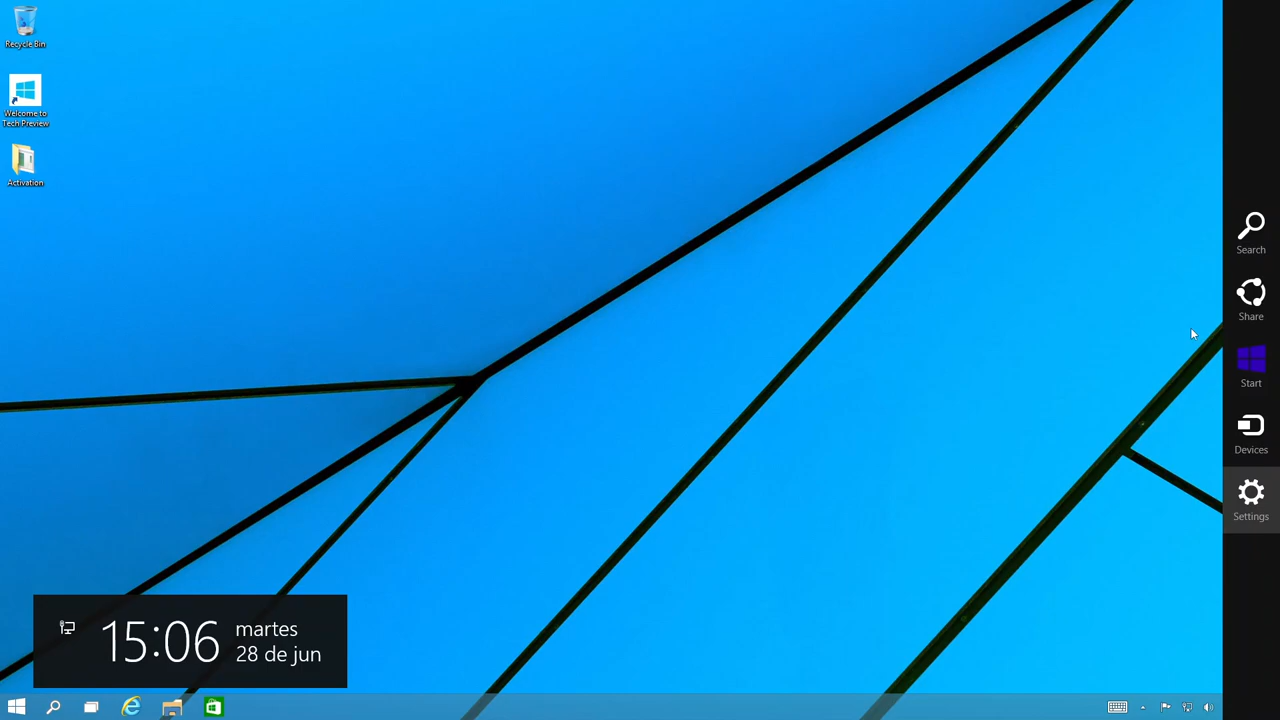 Recycle Bin
Welcome to
Tech Preview
Activation
Search
Share
Start
Devices
Settings
15:06
martes
28 de jun